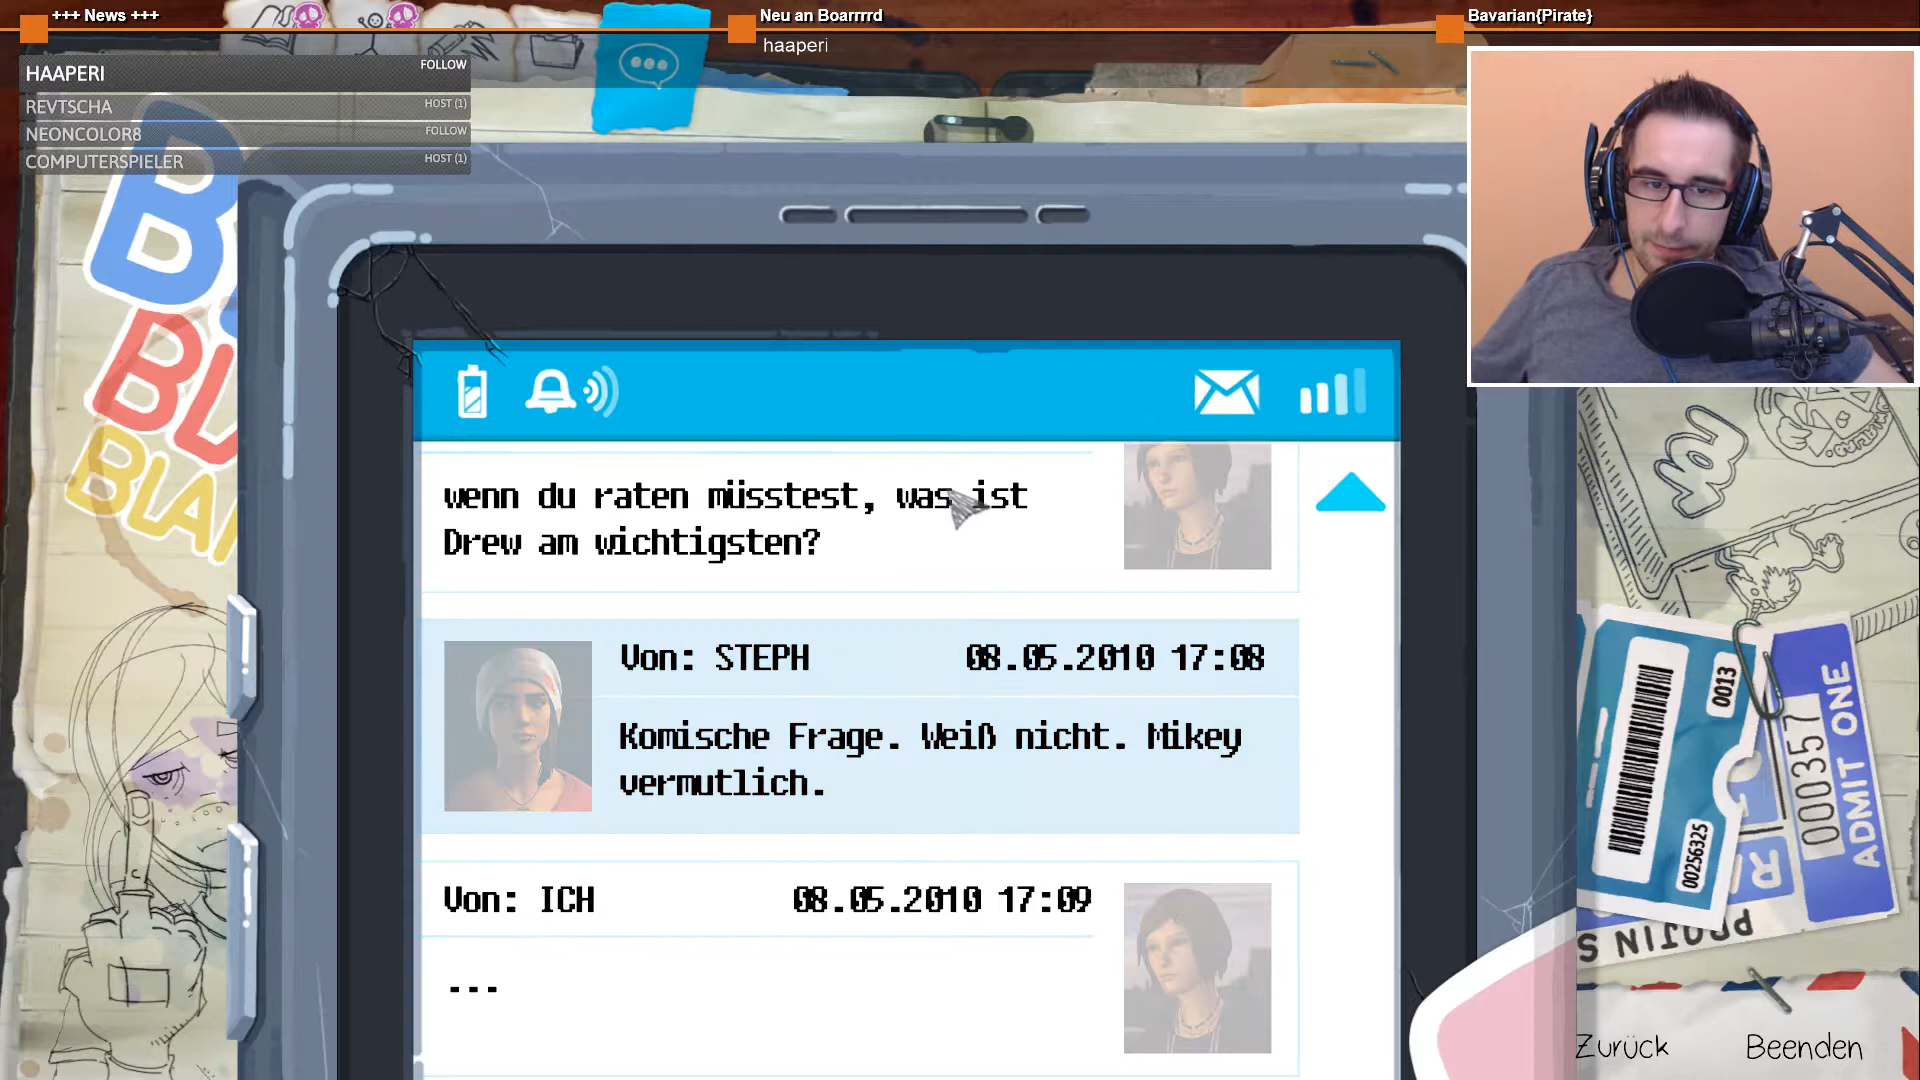 +++ News +++
Neu an Boarrrrd
haaperi
Bavarian{Pirate}
HAAPERI FOLLOW
REVTSCHA HOST (1)
NEONCOLOR8 FOLLOW
COMPUTERSPIELER HOST (1)
BLA
wenn du raten müsstest, was ist
Drew am wichtigsten?
Von: STEPH 08.05.2010 17:08
Komische Frage. Weiß nicht. Mikey
vermutlich.
Von: ICH 08.05.2010 17:09
...
0013
00256325
000357
ADMIT ONE
Zurück
Beenden